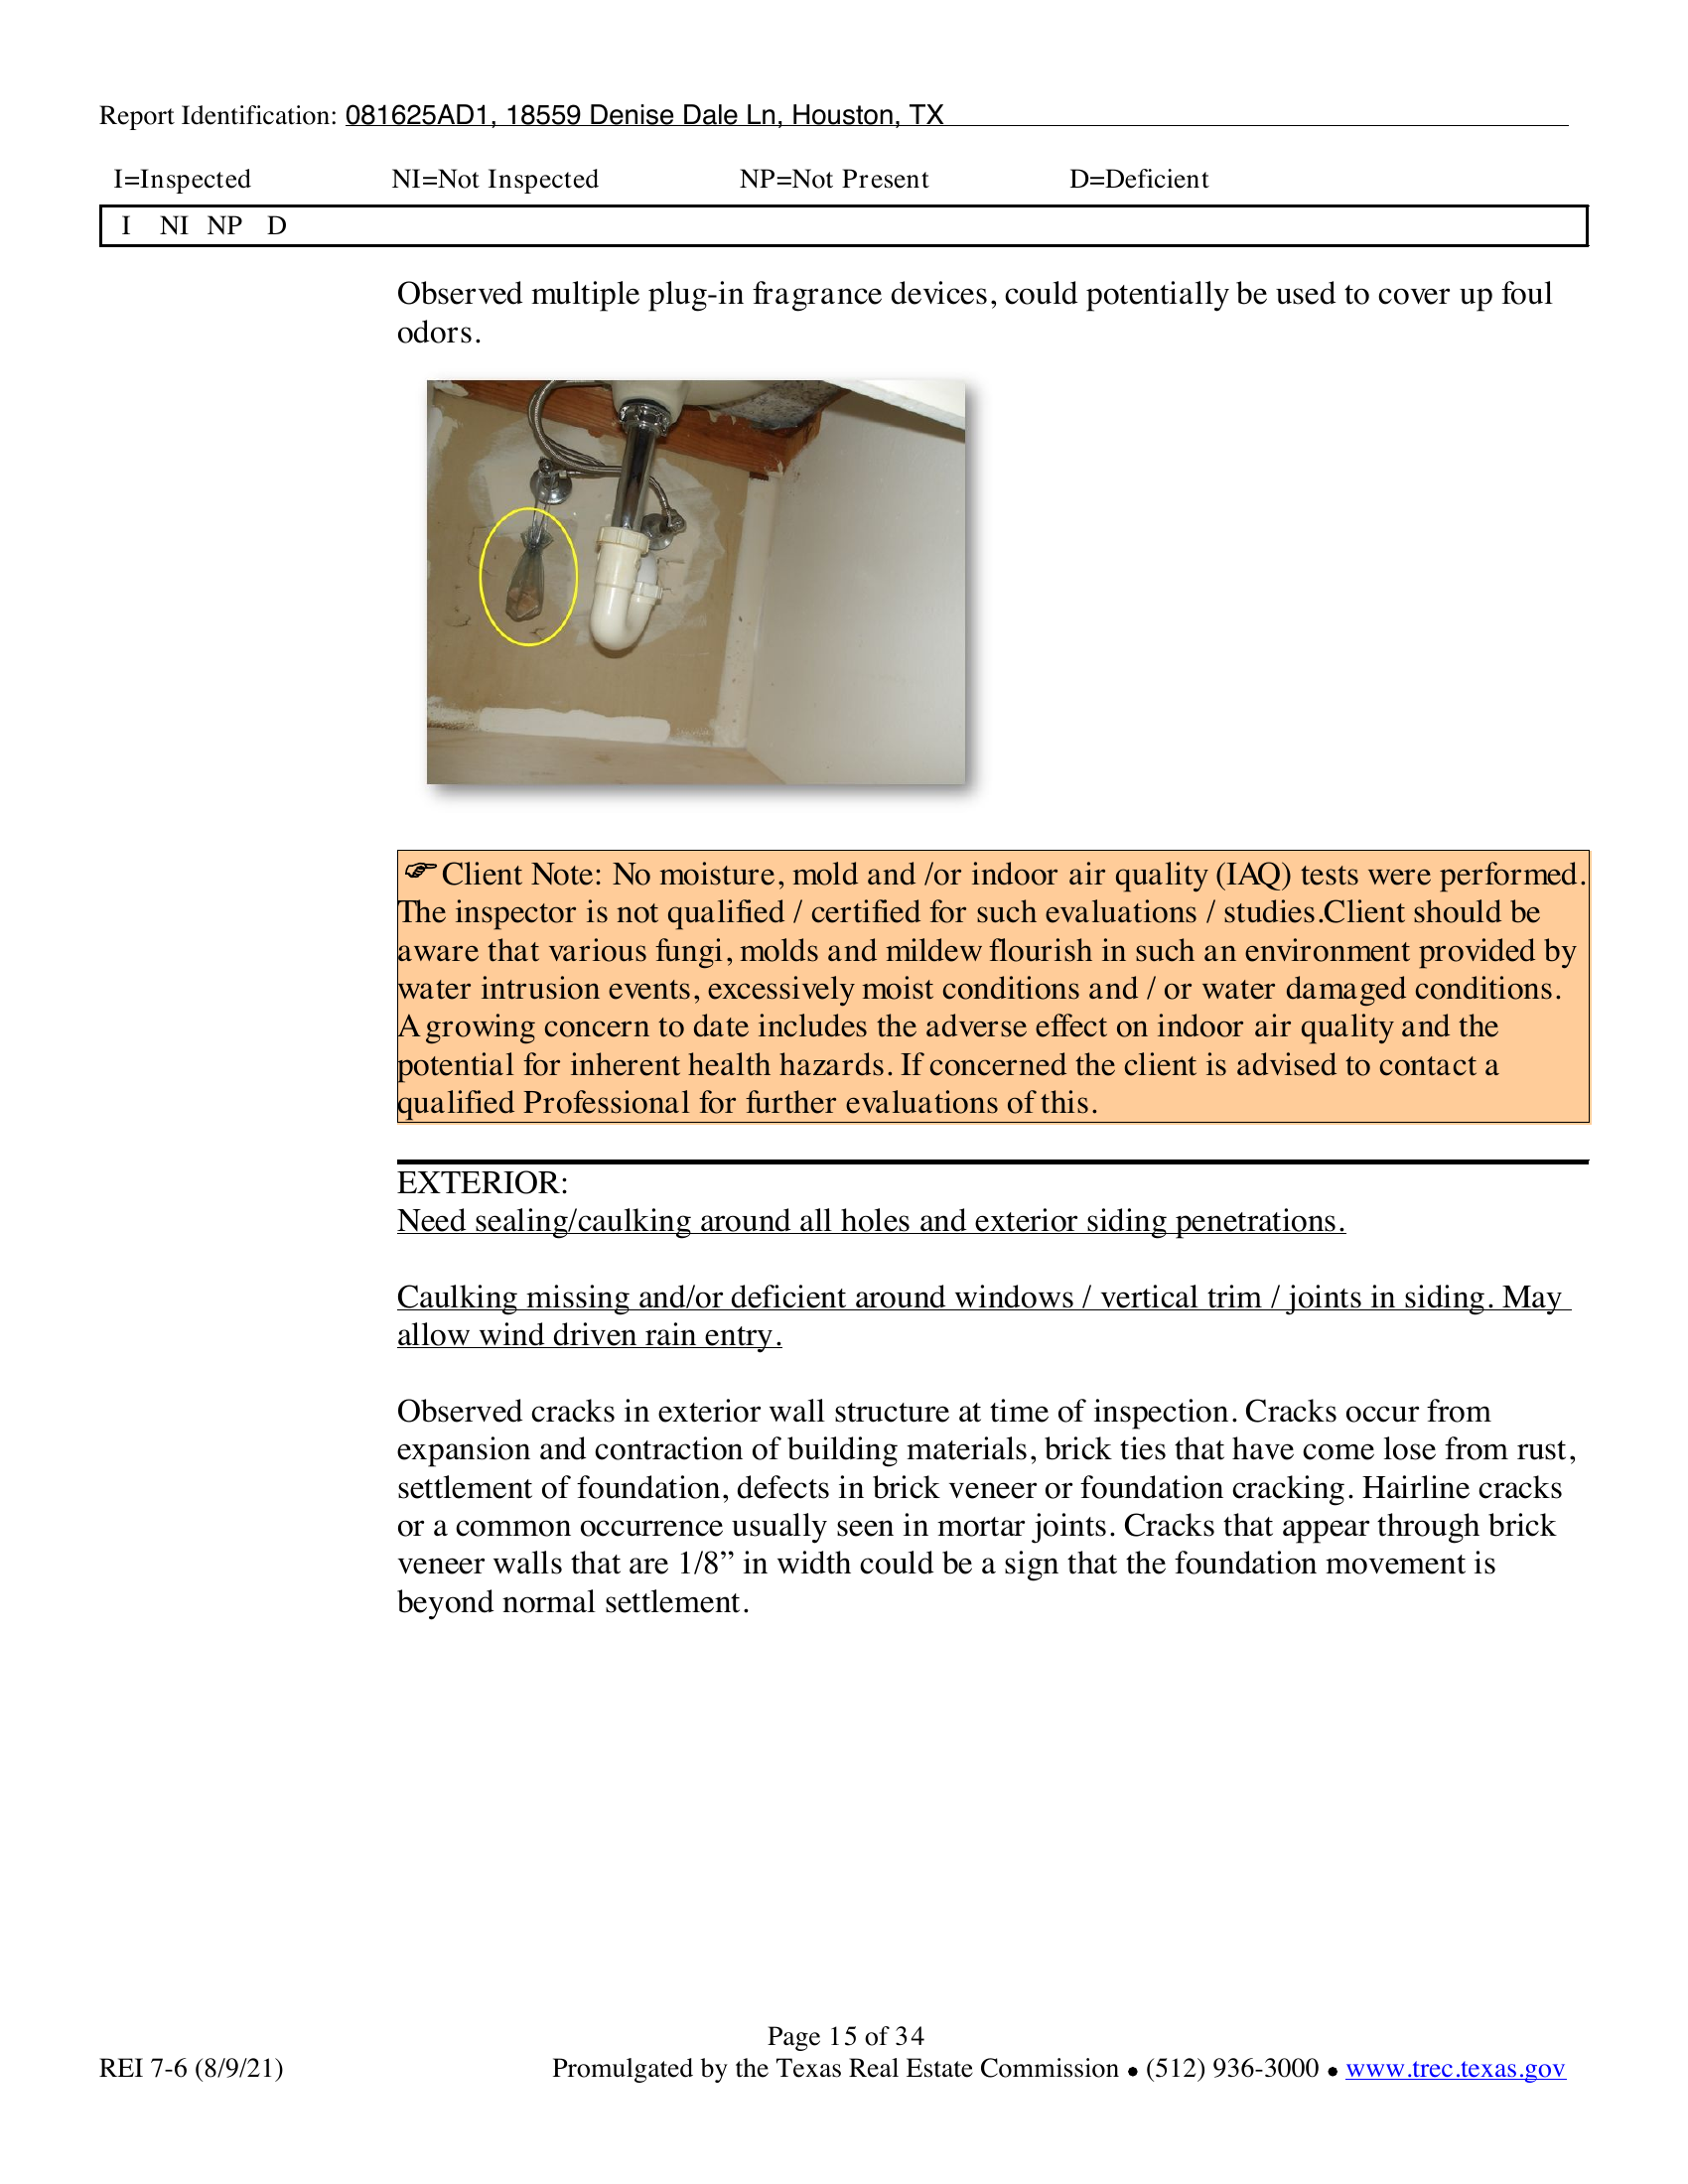 Report Identification: 081625AD1, 18559 Denise Dale Ln, Houston, TX
I=Inspected NI=Not Inspected NP=Not Present D=Deficient
I NI NP D
Observed multiple plug-in fragrance devices, could potentially be used to cover up foul
odors.
☞Client Note: No moisture, mold and /or indoor air quality (IAQ) tests were performed.
The inspector is not qualified / certified for such evaluations / studies.Client should be
aware that various fungi, molds and mildew flourish in such an environment provided by
water intrusion events, excessively moist conditions and / or water damaged conditions.
A growing concern to date includes the adverse effect on indoor air quality and the
potential for inherent health hazards. If concerned the client is advised to contact a
qualified Professional for further evaluations of this.
EXTERIOR:
Need sealing/caulking around all holes and exterior siding penetrations.
Caulking missing and/or deficient around windows / vertical trim / joints in siding. May
allow wind driven rain entry.
Observed cracks in exterior wall structure at time of inspection. Cracks occur from
expansion and contraction of building materials, brick ties that have come lose from rust,
settlement of foundation, defects in brick veneer or foundation cracking. Hairline cracks
or a common occurrence usually seen in mortar joints. Cracks that appear through brick
veneer walls that are 1/8” in width could be a sign that the foundation movement is
beyond normal settlement.
Page 15 of 34
REI 7-6 (8/9/21) Promulgated by the Texas Real Estate Commission ● (512) 936-3000 ● www.trec.texas.gov